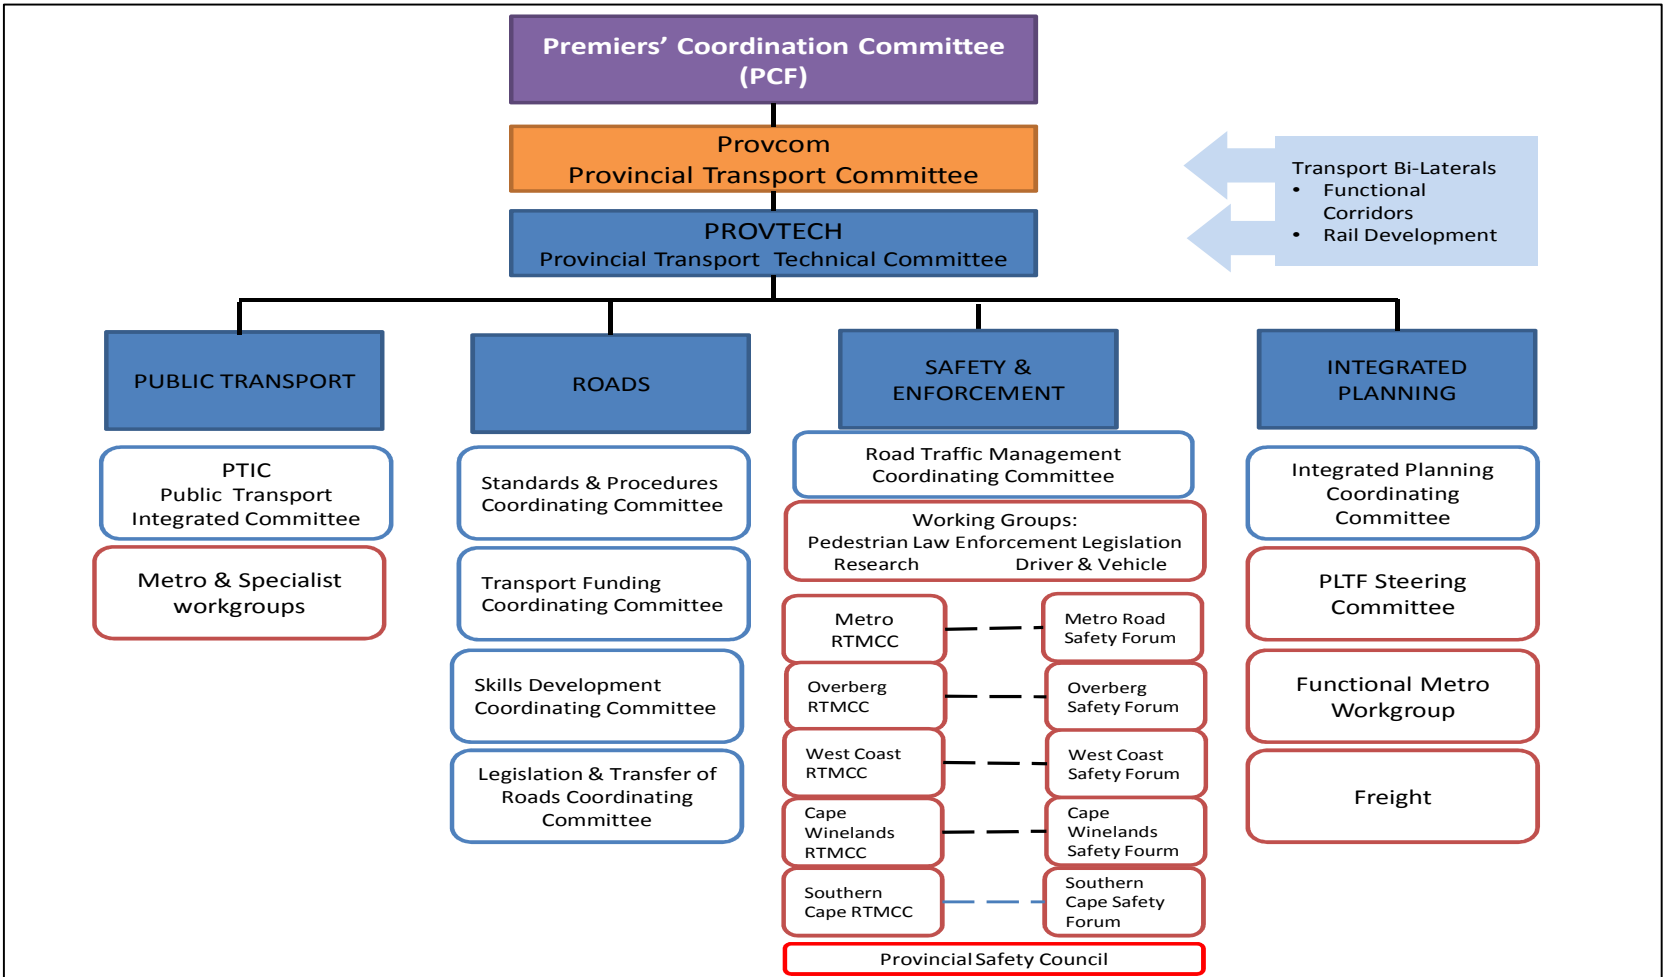 Premiers’ Coordination Committee
(PCF)
Provcom
Provincial Transport Committee
PROVTECH
Provincial Transport Technical Committee
Transport Bi-Laterals
• Functional
Corridors
• Rail Development
PUBLIC TRANSPORT
PTIC
Public Transport
Integrated Committee
Metro & Specialist
workgroups
ROADS
Standards & Procedures
Coordinating Committee
Transport Funding
Coordinating Committee
Skills Development
Coordinating Committee
Legislation & Transfer of
Roads Coordinating
Committee
SAFETY &
ENFORCEMENT
Road Traffic Management
Coordinating Committee
Working Groups:
Pedestrian Law Enforcement Legislation
Research Driver & Vehicle
Metro
RTMCC
Metro Road
Safety Forum
Overberg
RTMCC
Overberg
Safety Forum
West Coast
RTMCC
West Coast
Safety Forum
Cape
Winelands
RTMCC
Cape
Winelands
Safety Fourm
Southern
Cape RTMCC
Southern
Cape Safety
Forum
Provincial Safety Council
INTEGRATED
PLANNING
Integrated Planning
Coordinating
Committee
PLTF Steering
Committee
Functional Metro
Workgroup
Freight